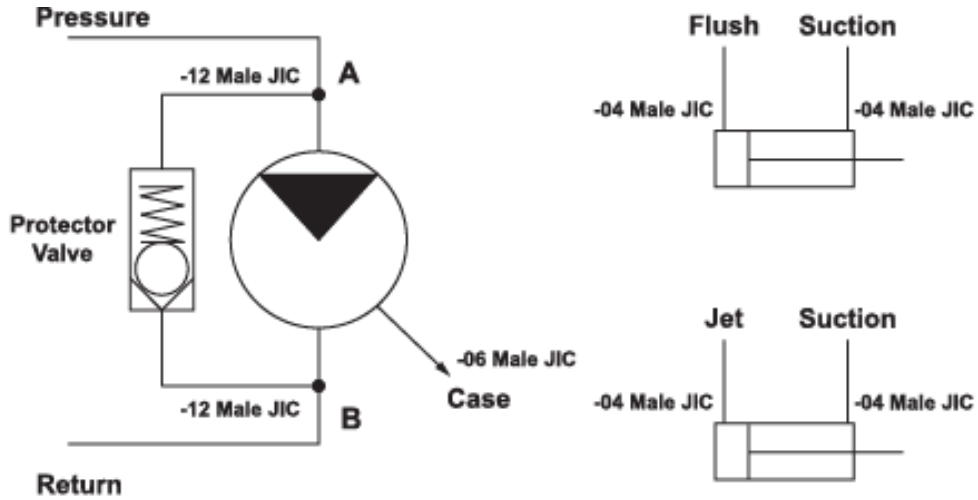 Pressure
-12 Male JIC
A
Protector
Valve
-06 Male JIC
Case
-12 Male JIC
B
Return
Flush Suction
-04 Male JIC -04 Male JIC
Jet Suction
-04 Male JIC -04 Male JIC